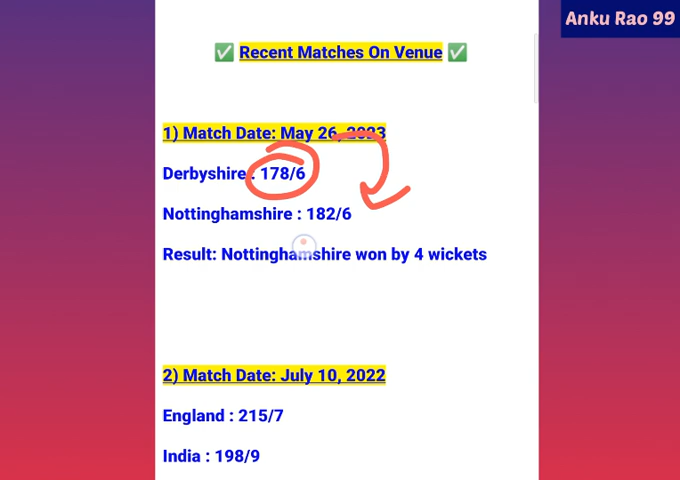 Anku Rao 99
✅ Recent Matches On Venue ✅
1) Match Date: May 26, 2023
Derbyshire : 178/6
Nottinghamshire : 182/6
Result: Nottinghamshire won by 4 wickets
2) Match Date: July 10, 2022
England : 215/7
India : 198/9